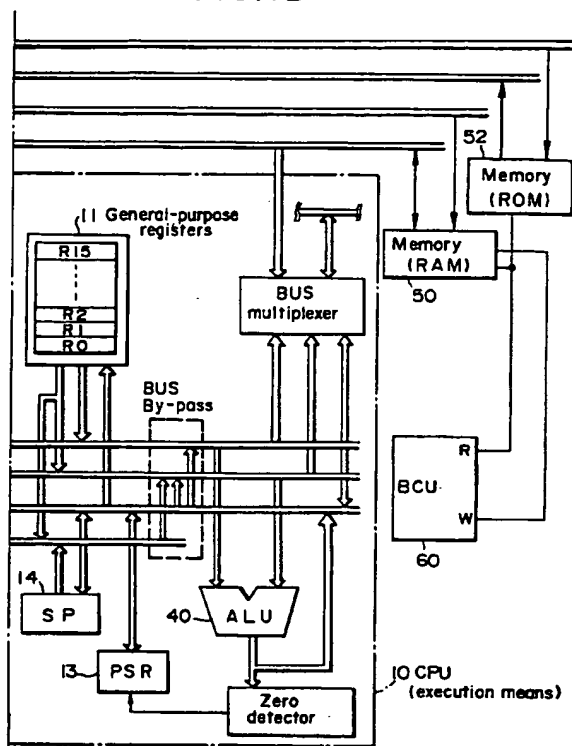 52
Memory
(ROM)
11 General-purpose
registers
R15
R2
R1
R0
Memory
(RAM)
50
BUS
multiplexer
BUS
By-pass
R
BCU
W
60
14
SP
40
ALU
13
PSR
Zero
detector
10 CPU
(execution means)